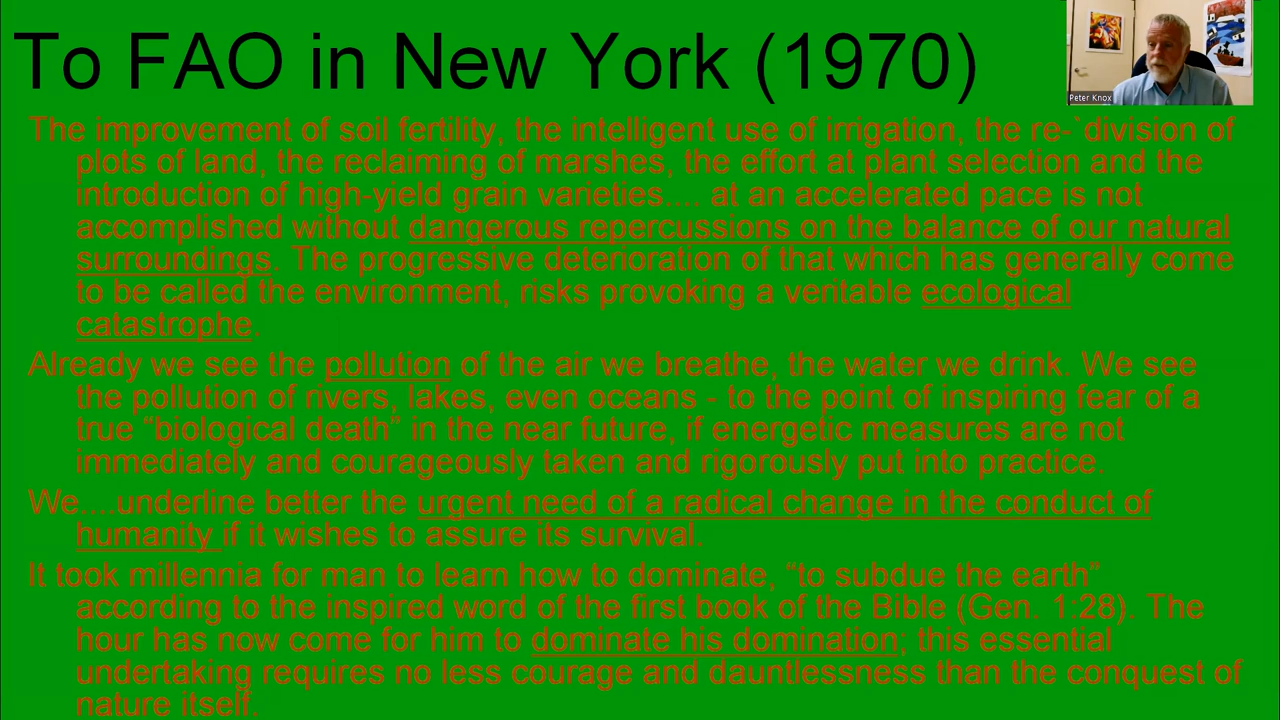 To FAO in New York (1970)
Peter Knox
The improvement of soil fertility, the intelligent use of irrigation, the re-`division of
plots of land, the reclaiming of marshes, the effort at plant selection and the
introduction of high-yield grain varieties.... at an accelerated pace is not
accomplished without dangerous repercussions on the balance of our natural
surroundings. The progressive deterioration of that which has generally come
to be called the environment, risks provoking a veritable ecological
catastrophe.
Already we see the pollution of the air we breathe, the water we drink. We see
the pollution of rivers, lakes, even oceans - to the point of inspiring fear of a
true “biological death” in the near future, if energetic measures are not
immediately and courageously taken and rigorously put into practice.
We....underline better the urgent need of a radical change in the conduct of
humanity if it wishes to assure its survival.
It took millennia for man to learn how to dominate, “to subdue the earth”
according to the inspired word of the first book of the Bible (Gen. 1:28). The
hour has now come for him to dominate his domination; this essential
undertaking requires no less courage and dauntlessness than the conquest of
nature itself.